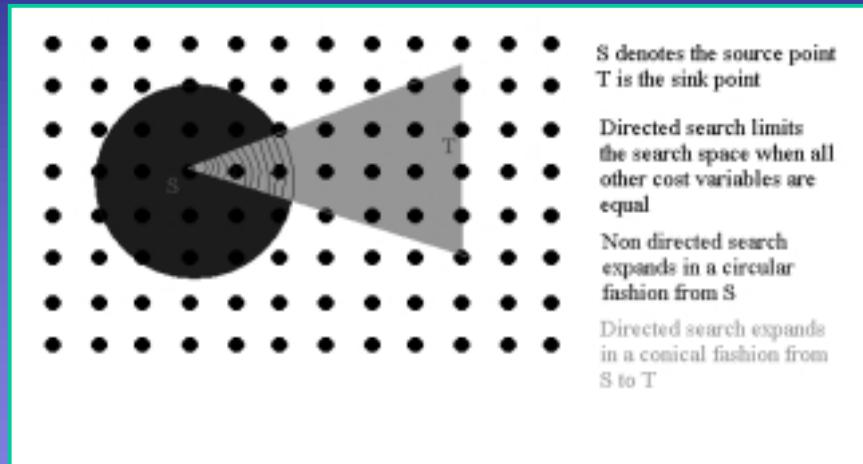 S denotes the source point
T is the sink point
Directed search limits
the search space when all
other cost variables are
equal
Non directed search
expands in a circular
fashion from S
Directed search expands
in a conical fashion from
S to T
S
T